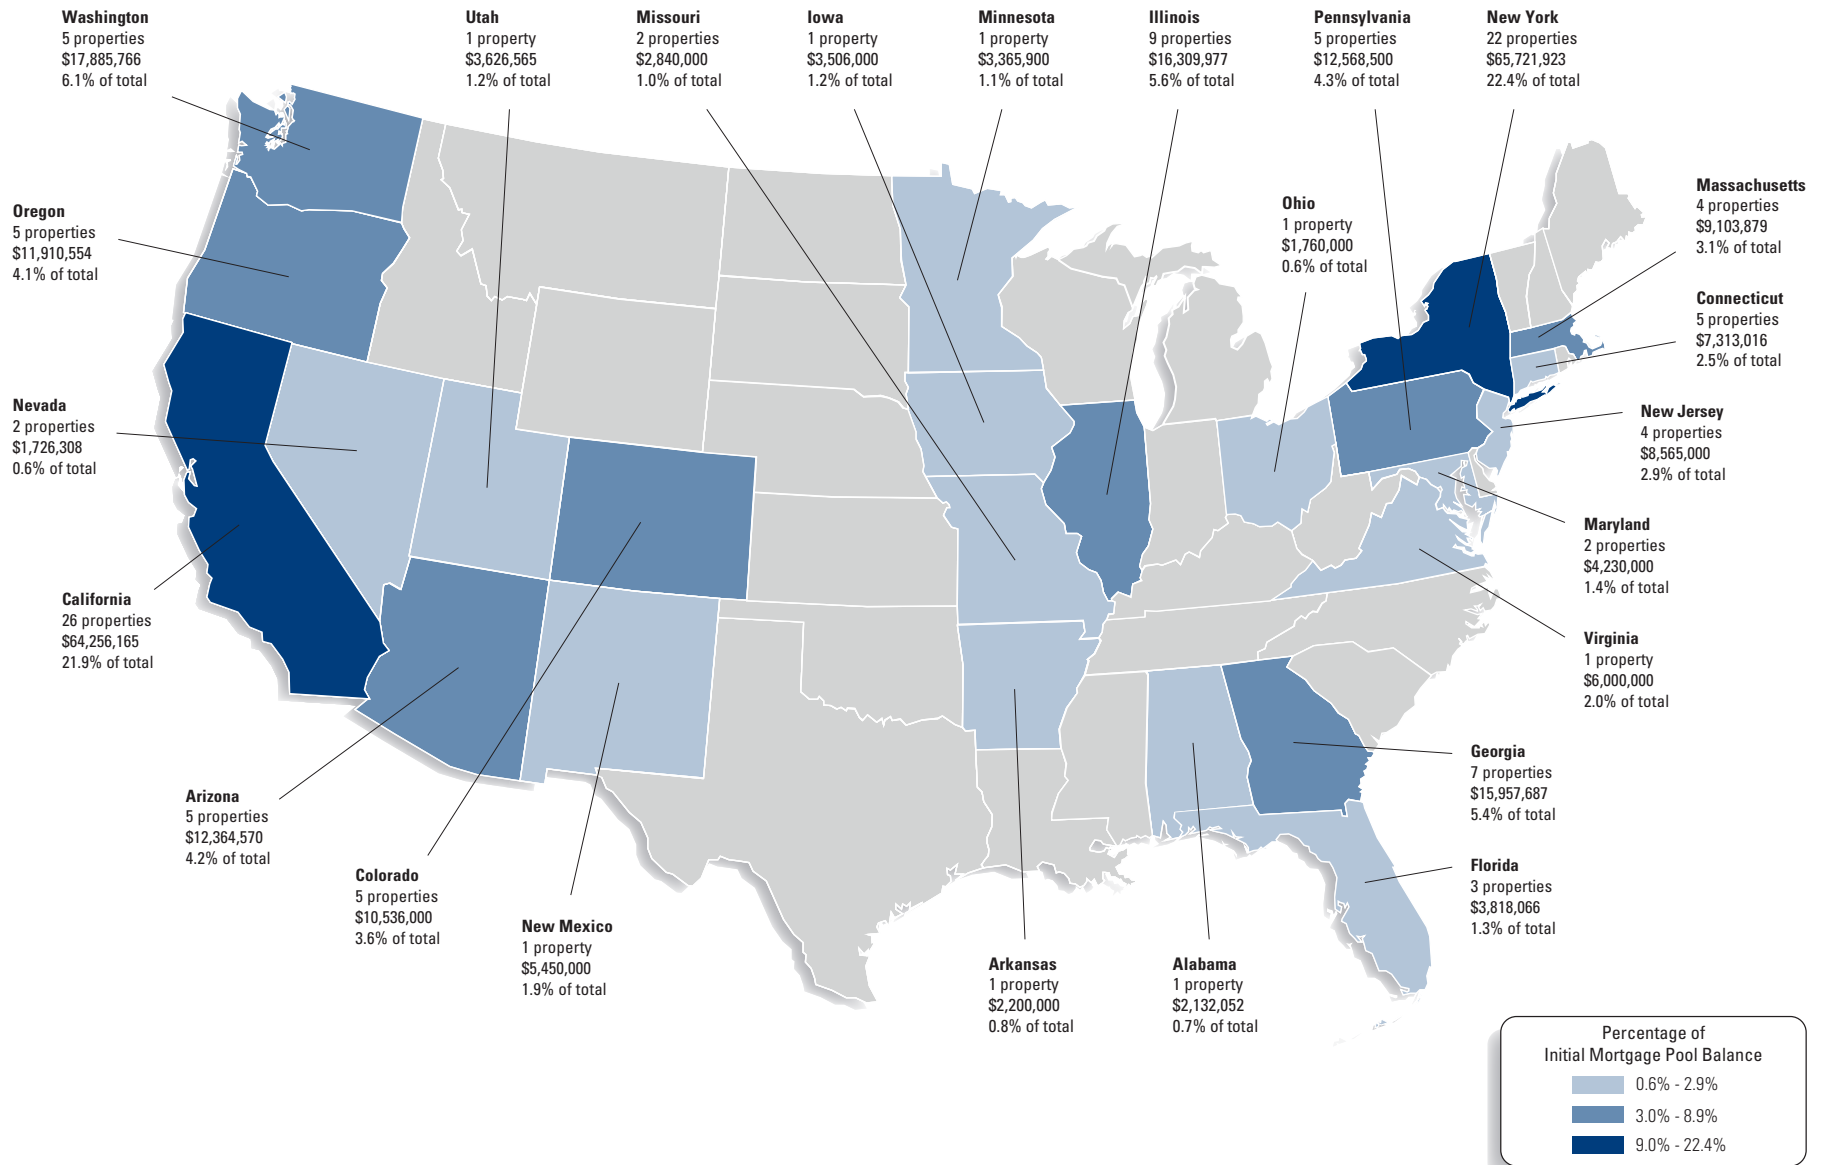 Washington
5 properties
$17,885,766
6.1% of total
Utah
1 property
$3,626,565
1.2% of total
Missouri
2 properties
$2,840,000
1.0% of total
Iowa
1 property
$3,506,000
1.2% of total
Minnesota
1 property
$3,365,900
1.1% of total
Illinois
9 properties
$16,309,977
5.6% of total
Pennsylvania
5 properties
$12,568,500
4.3% of total
New York
22 properties
$65,721,923
22.4% of total
Massachusetts
4 properties
$9,103,879
3.1% of total
Oregon
5 properties
$11,910,554
4.1% of total
Ohio
1 property
$1,760,000
0.6% of total
Connecticut
5 properties
$7,313,016
2.5% of total
Nevada
2 properties
$1,726,308
0.6% of total
New Jersey
4 properties
$8,565,000
2.9% of total
Maryland
2 properties
$4,230,000
1.4% of total
California
26 properties
$64,256,165
21.9% of total
Virginia
1 property
$6,000,000
2.0% of total
Georgia
7 properties
$15,957,687
5.4% of total
Arizona
5 properties
$12,364,570
4.2% of total
Colorado
5 properties
$10,536,000
3.6% of total
Florida
3 properties
$3,818,066
1.3% of total
New Mexico
1 property
$5,450,000
1.9% of total
Arkansas
1 property
$2,200,000
0.8% of total
Alabama
1 property
$2,132,052
0.7% of total
Percentage of
Initial Mortgage Pool Balance
0.6% - 2.9%
3.0% - 8.9%
9.0% - 22.4%